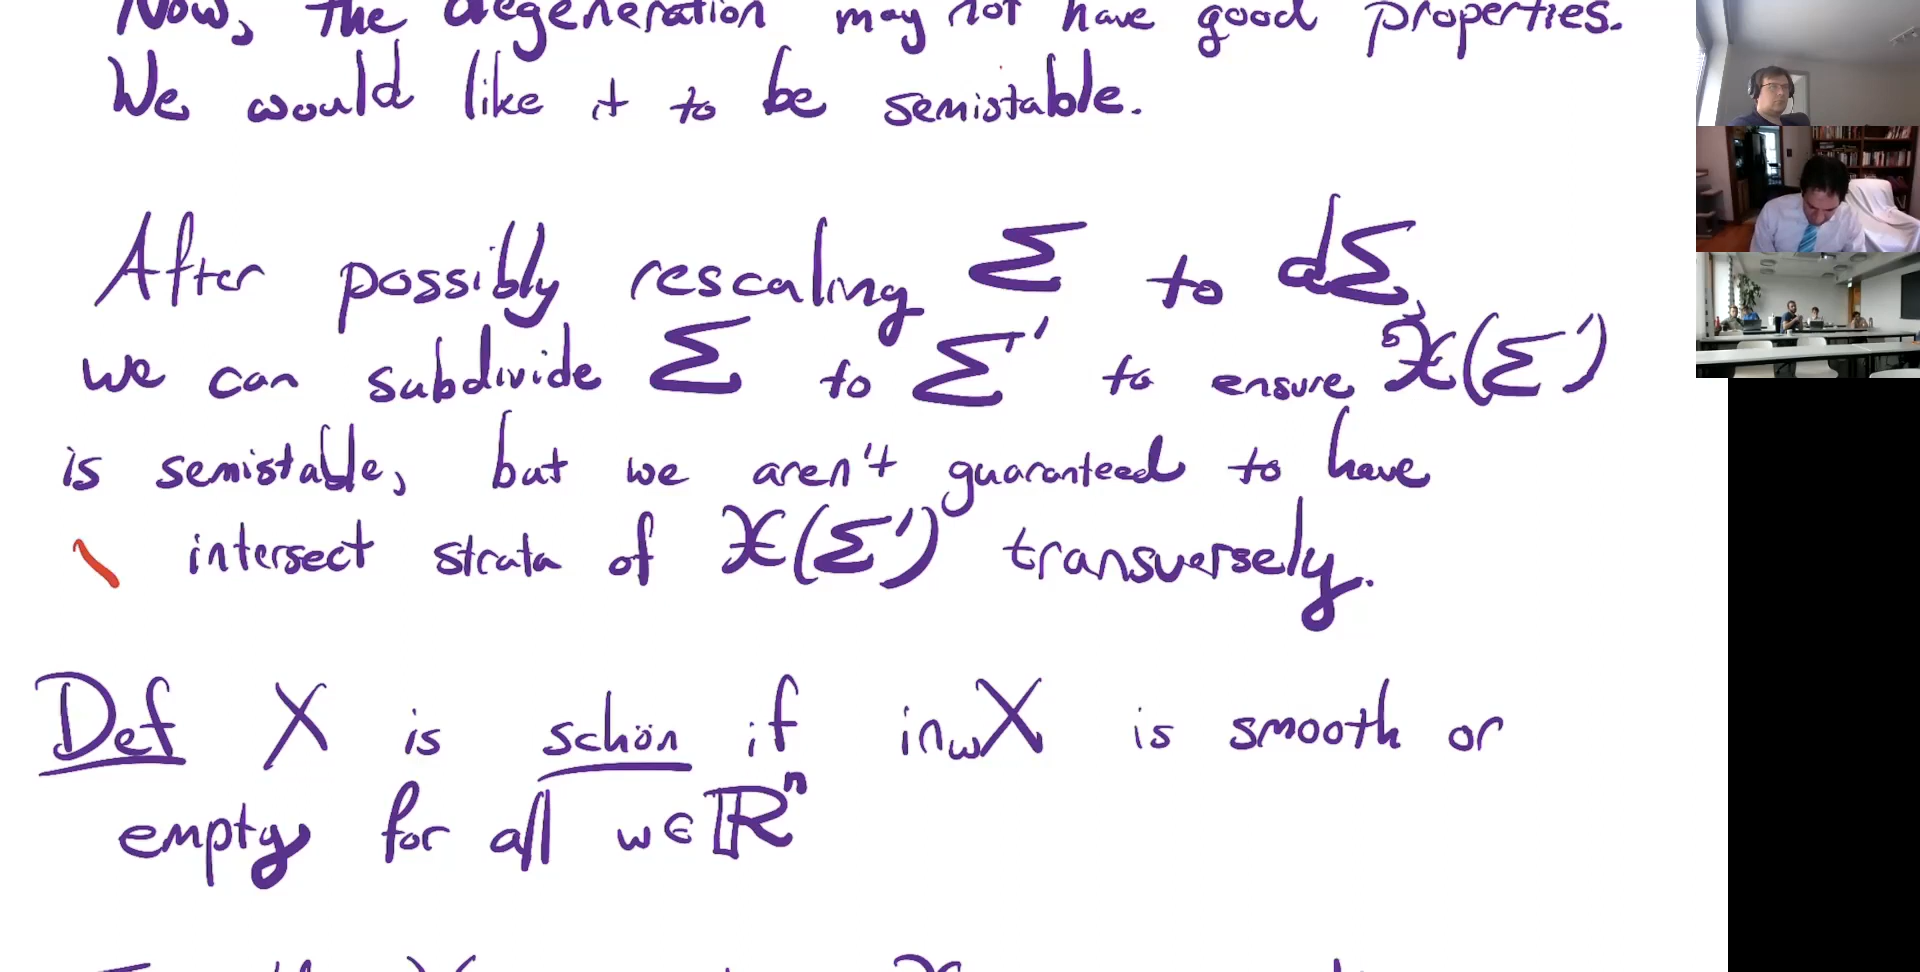 Now, the degeneration may not have good properties.
We would like it to be semistable.
After possibly rescaling Σ to dΣ,
we can subdivide Σ to Σ' to ensure 𝒳(Σ')
is semistable, but we aren't guaranteed to have
intersect strata of 𝒳(Σ') transversely.
Def X is schön if in_w X is smooth or
empty for all w ∈ ℝⁿ